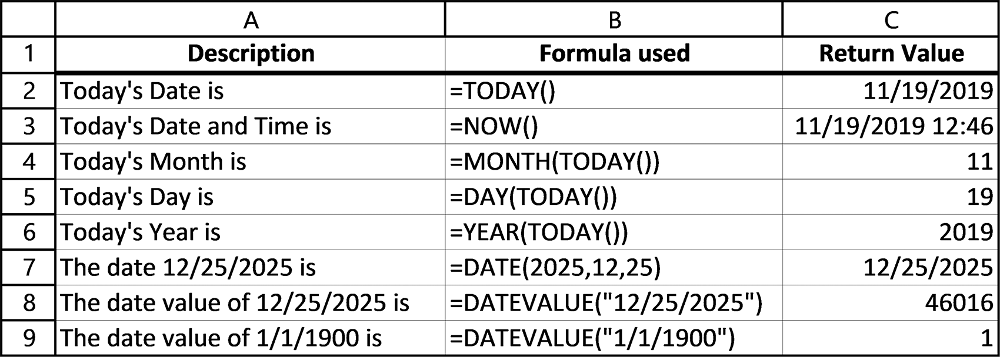 A B C
1 Description Formula used Return Value
2 Today's Date is =TODAY() 11/19/2019
3 Today's Date and Time is =NOW() 11/19/2019 12:46
4 Today's Month is =MONTH(TODAY()) 11
5 Today's Day is =DAY(TODAY()) 19
6 Today's Year is =YEAR(TODAY()) 2019
7 The date 12/25/2025 is =DATE(2025,12,25) 12/25/2025
8 The date value of 12/25/2025 is =DATEVALUE("12/25/2025") 46016
9 The date value of 1/1/1900 is =DATEVALUE("1/1/1900") 1